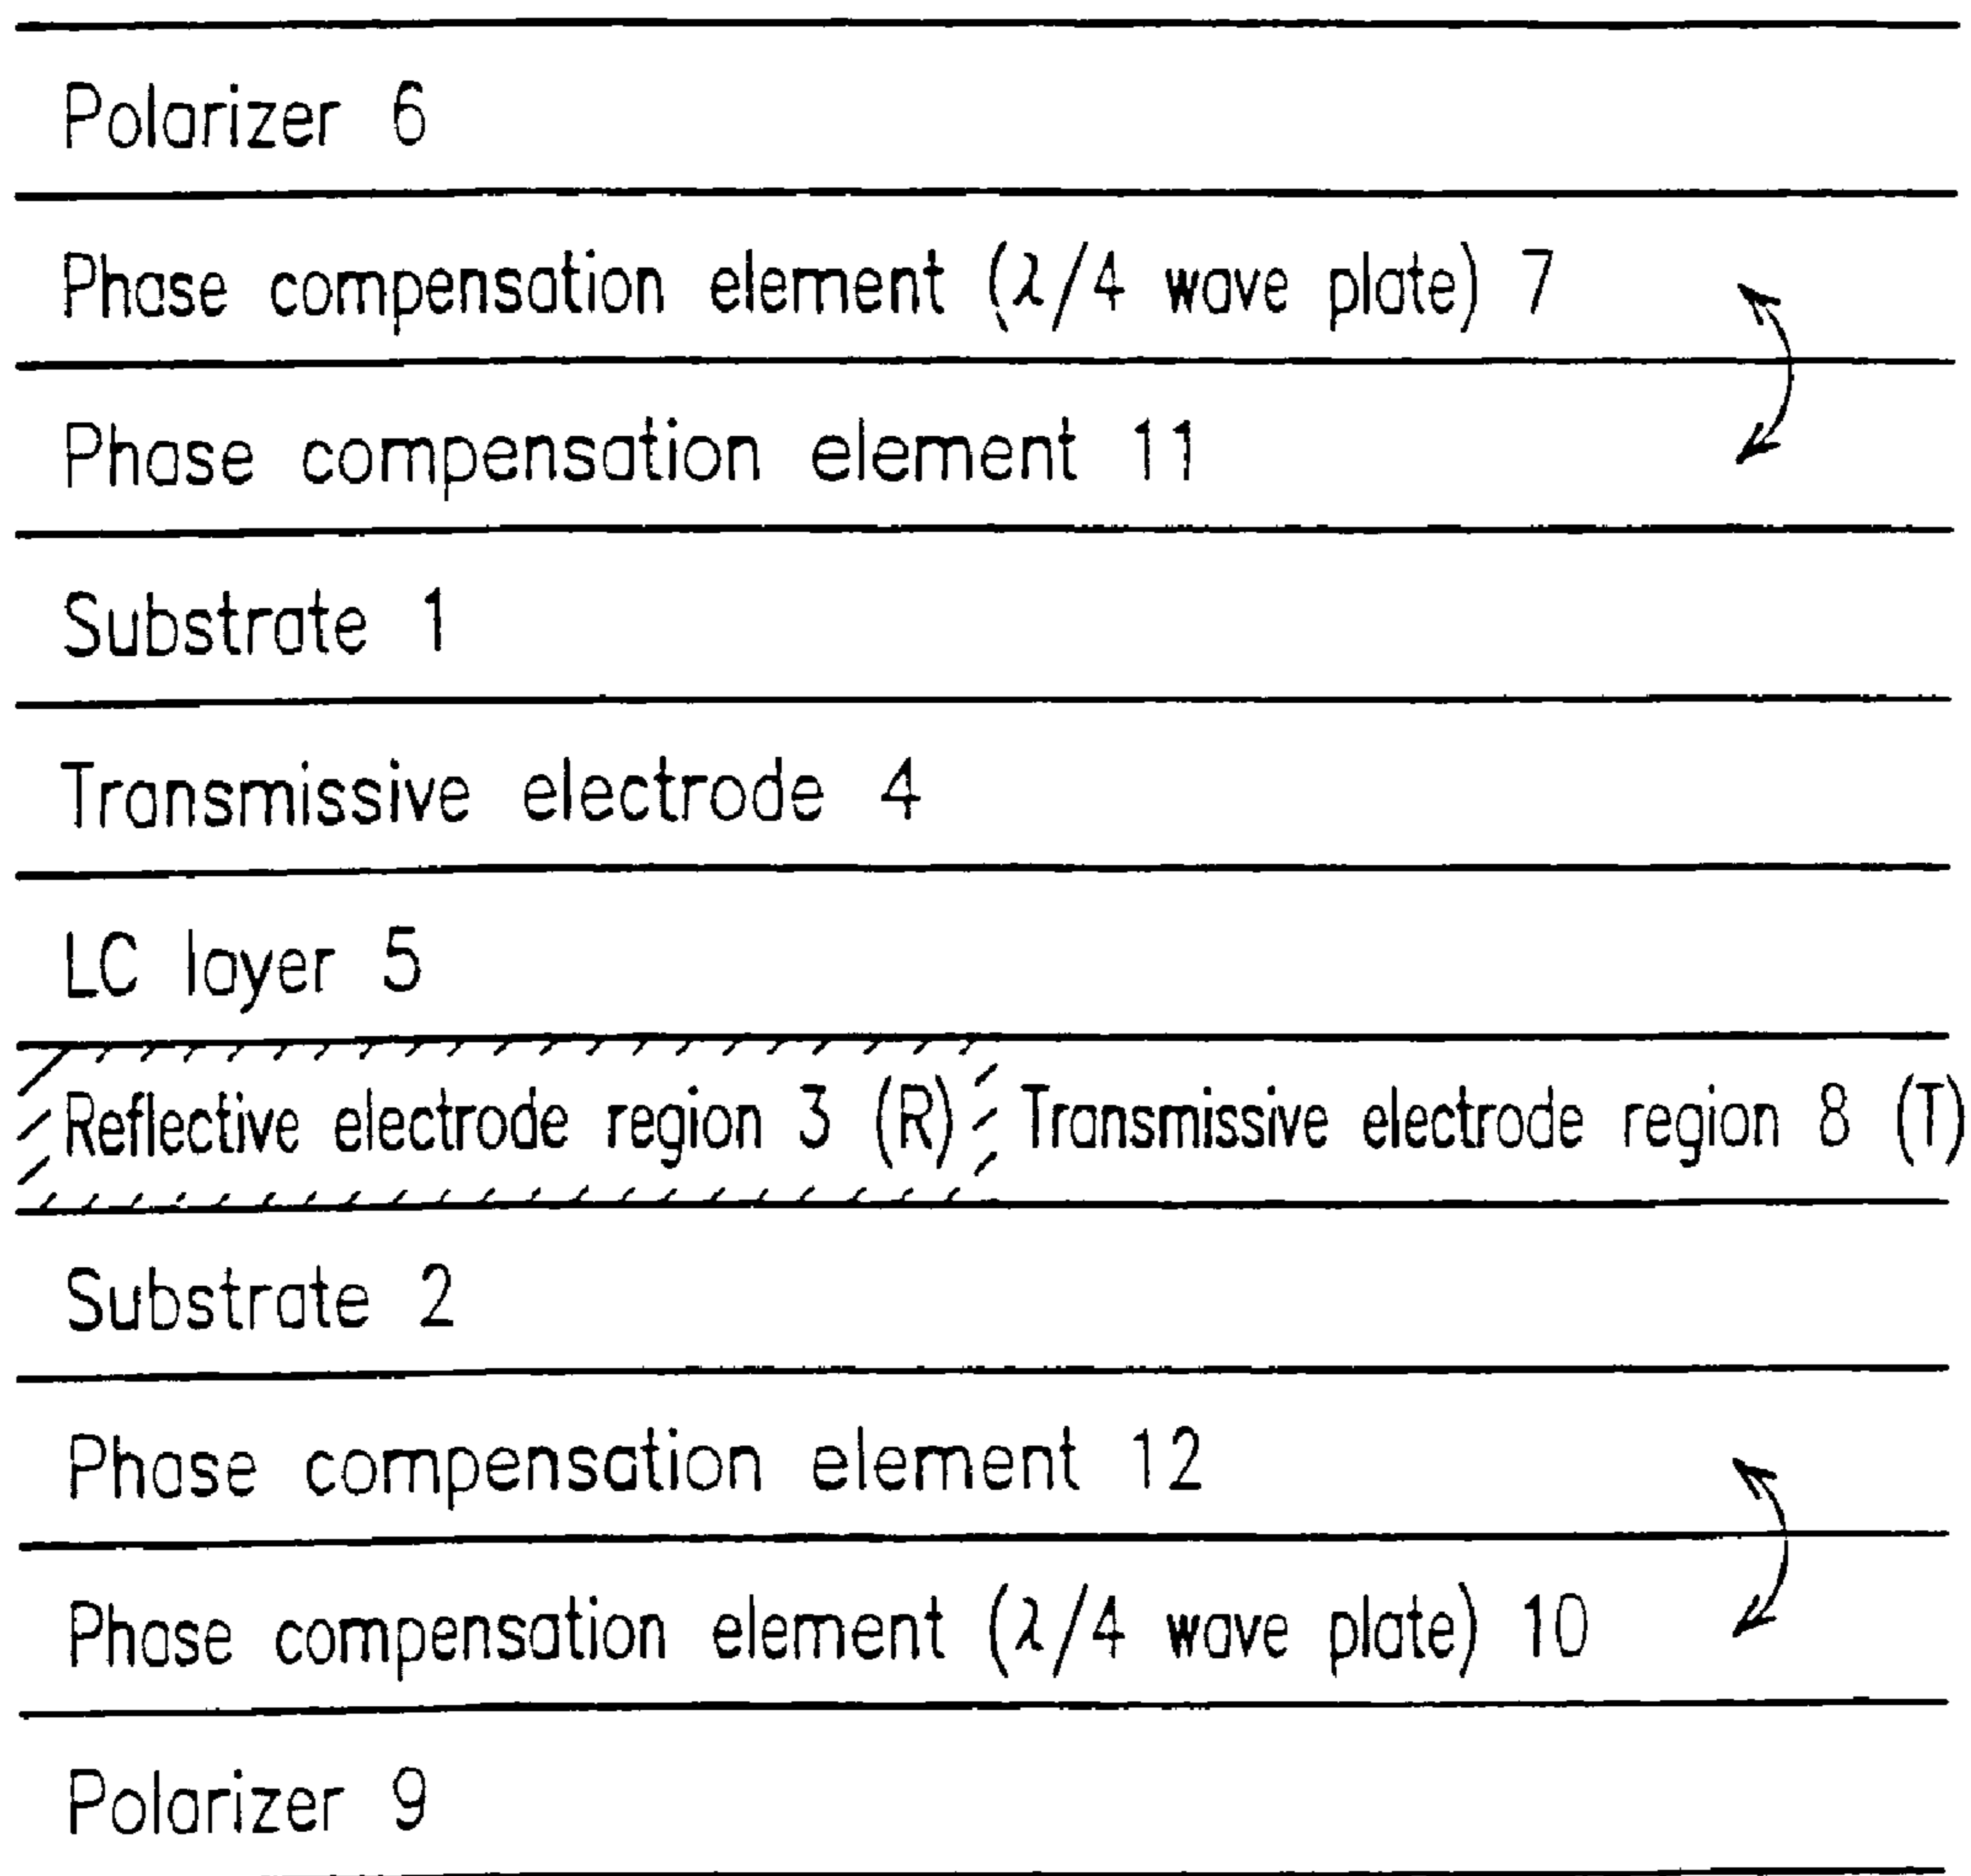 Polarizer 6
Phase compensation element (λ/4 wave plate) 7
Phase compensation element 11
Substrate 1
Transmissive electrode 4
LC layer 5
Reflective electrode region 3 (R) Transmissive electrode region 8 (T)
Substrate 2
Phase compensation element 12
Phase compensation element (λ/4 wave plate) 10
Polarizer 9